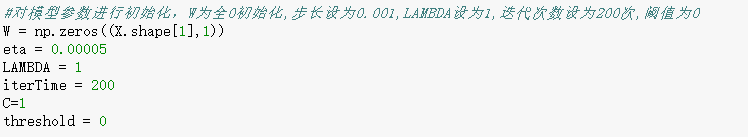 #对模型参数进行初始化，W为全0初始化,步长设为0.001,LAMBDA设为1,迭代次数设为200次,阈值为0
W = np.zeros((X.shape[1],1))
eta = 0.00005
LAMBDA = 1
iterTime = 200
C=1
threshold = 0